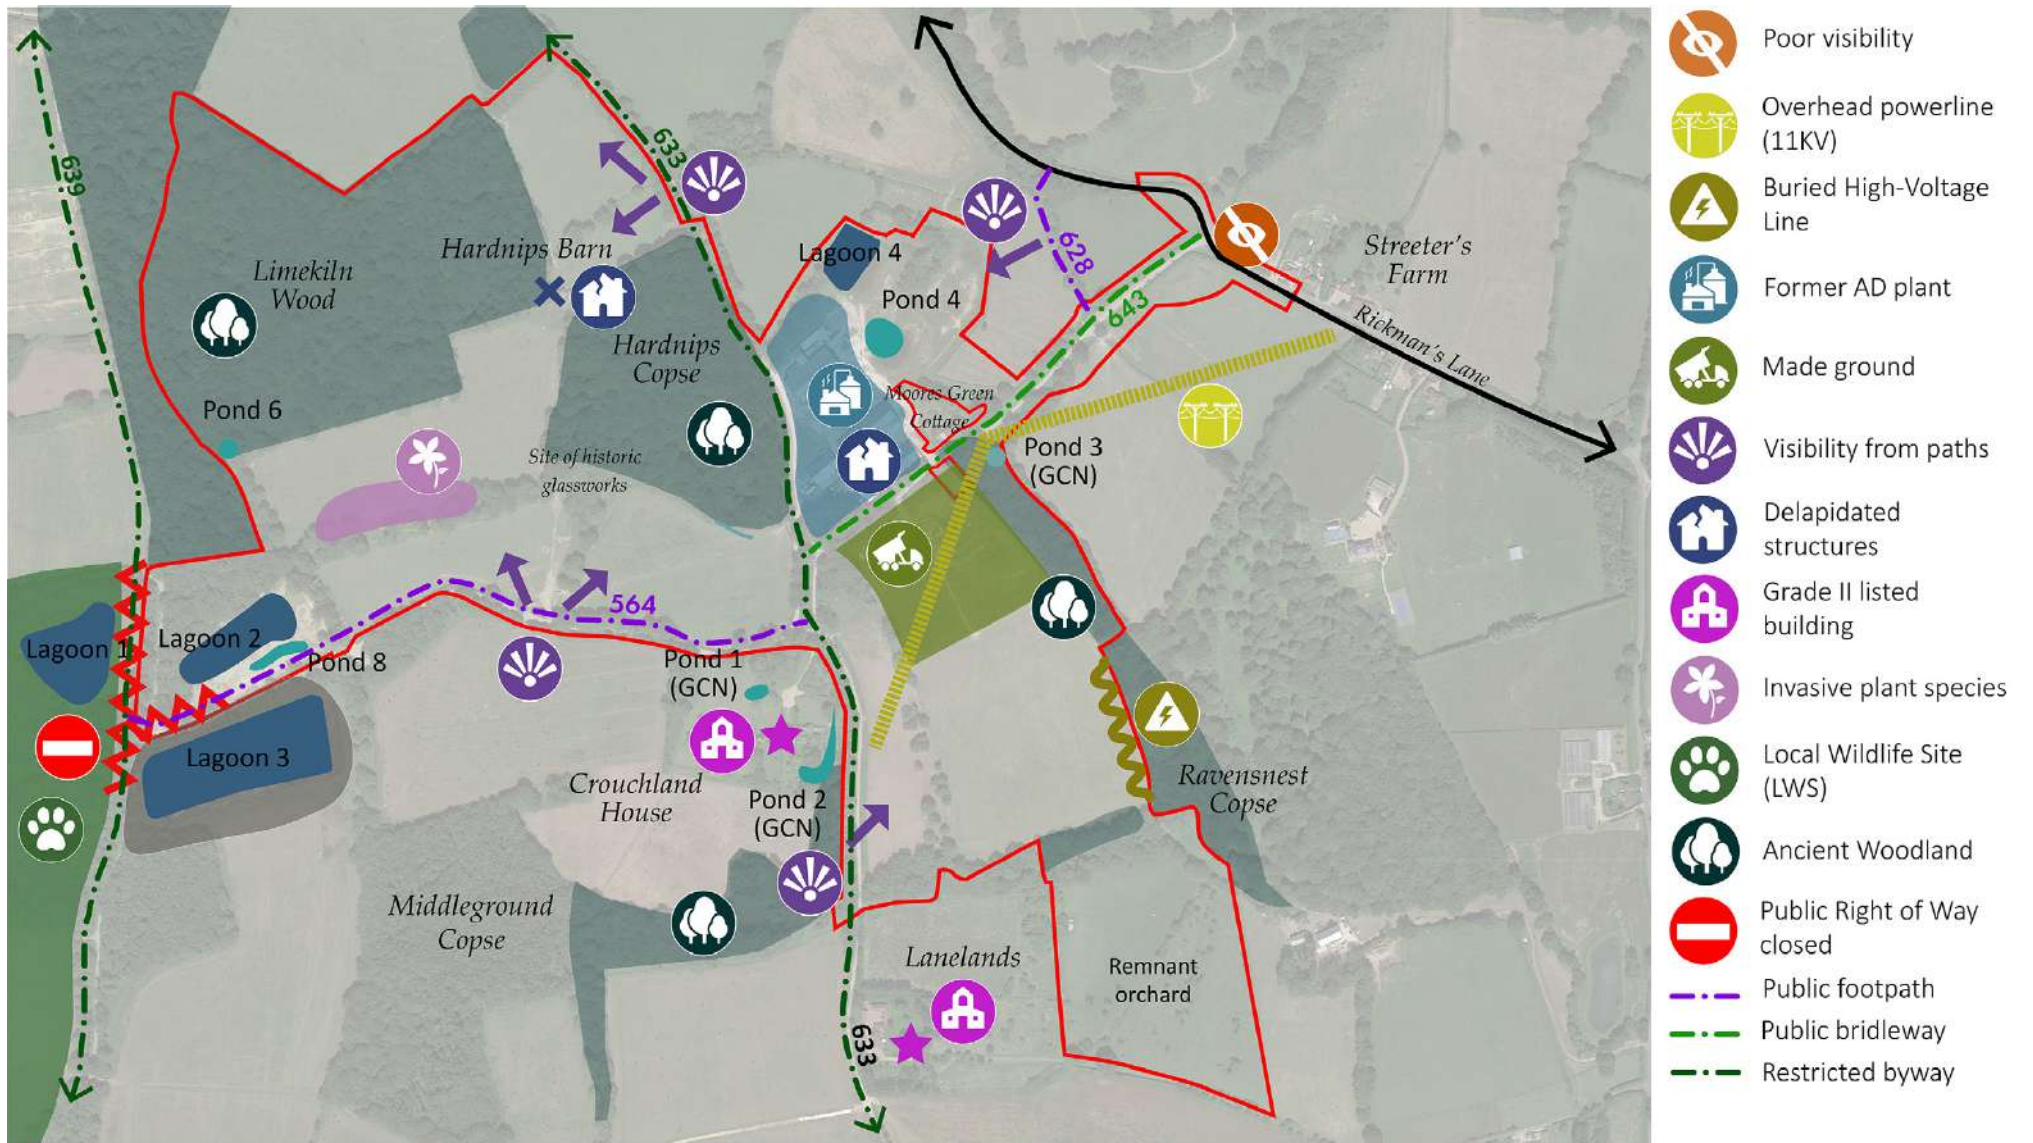 639
633
Hardnips Barn
Limekiln
Wood
Lagoon 4
Pond 4
628
643
Streeter's
Farm
Rickman's Lane
Hardnips
Copse
Moores Green
Cottage
Pond 6
Site of historic
glassworks
Pond 3
(GCN)
564
Lagoon 1
Lagoon 2
Pond 8
Pond 1
(GCN)
Lagoon 3
Crouchland
House
Pond 2
(GCN)
Ravensnest
Copse
Middleground
Copse
Lanelands
Remnant
orchard
633
Poor visibility
Overhead powerline
(11KV)
Buried High-Voltage
Line
Former AD plant
Made ground
Visibility from paths
Delapidated
structures
Grade II listed
building
Invasive plant species
Local Wildlife Site
(LWS)
Ancient Woodland
Public Right of Way
closed
Public footpath
Public bridleway
Restricted byway